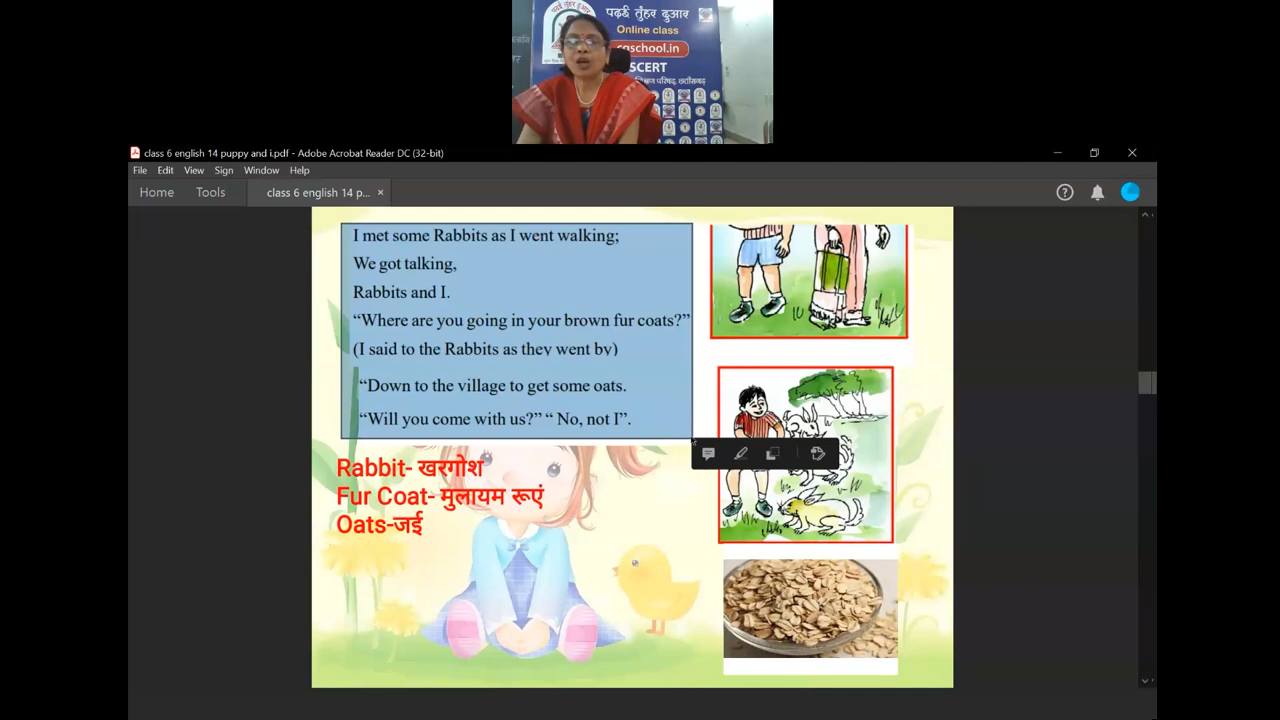 पढ़ई तुंहर दुआर
Online class
cgschool.in
SCERT
class 6 english 14 puppy and i.pdf - Adobe Acrobat Reader DC (32-bit)
File Edit View Sign Window Help
Home Tools class 6 english 14 p... ×
I met some Rabbits as I went walking;
We got talking,
Rabbits and I.
“Where are you going in your brown fur coats?”
(I said to the Rabbits as they went by)
“Down to the village to get some oats.
“Will you come with us?” “ No, not I”.
Rabbit- खरगोश
Fur Coat- मुलायम रूएं
Oats-जई